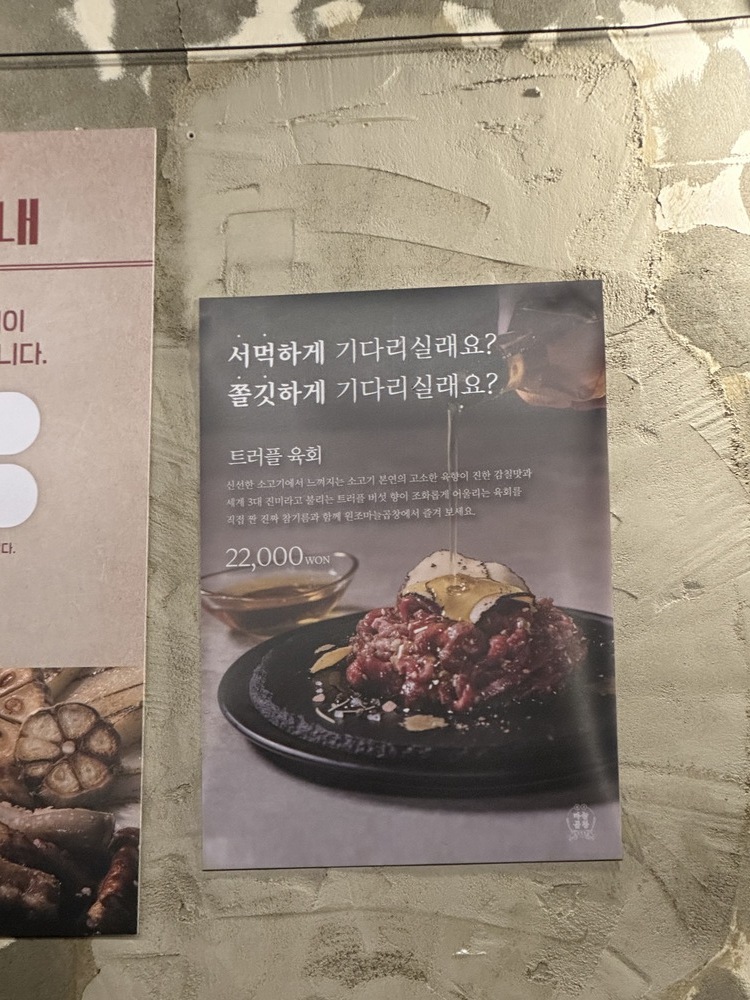 내
이
니다.
다.
서먹하게 기다리실래요?
쫄깃하게 기다리실래요?
트러플 육회
신선한 소고기에서 느껴지는 소고기 본연의 고소한 육향이 진한 감칠맛과
세계 3대 진미라고 불리는 트러플 버섯 향이 조화롭게 어울리는 육회를
직접 짠 진짜 참기름과 함께 원조마늘곱창에서 즐겨 보세요.
22,000 WON
마늘
곱창